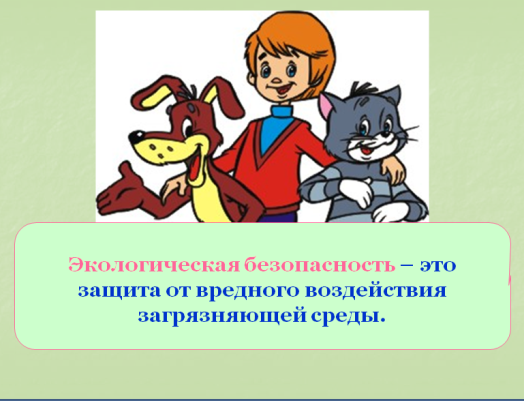 Экологическая безопасность – это
защита от вредного воздействия
загрязняющей среды.